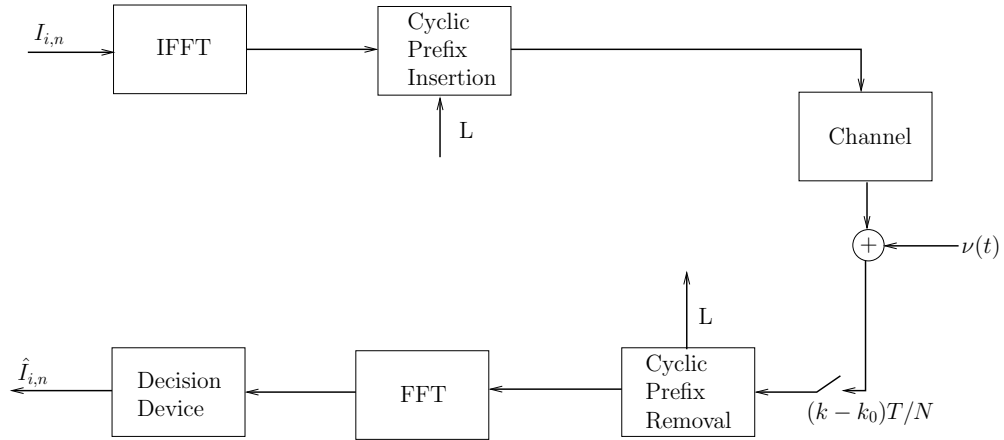 I_{i,n}
IFFT
Cyclic
Prefix
Insertion
L
Channel
+
ν(t)
(k − k_0)T/N
L
Cyclic
Prefix
Removal
FFT
Decision
Device
Î_{i,n}